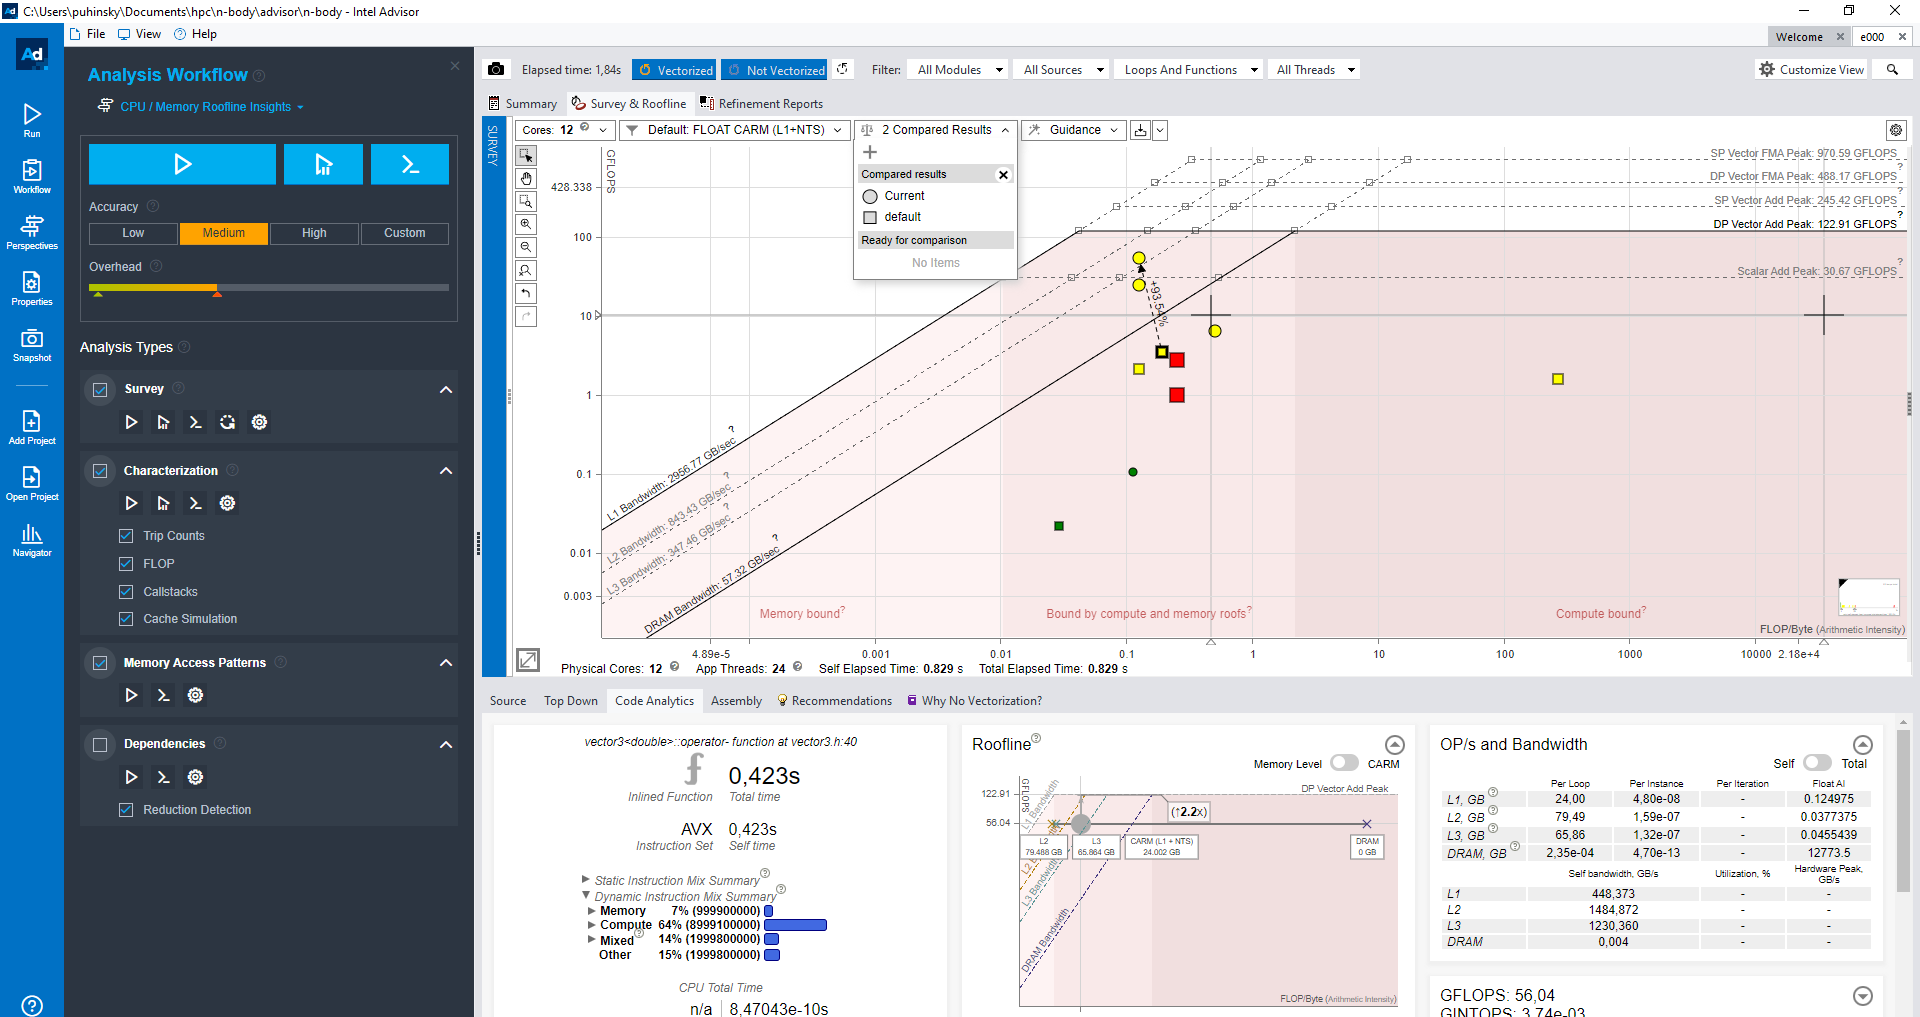 C:\Users\puhinsky\Documents\hpc\n-body\advisor\n-body - Intel Advisor
File View Help
Welcome e000
Ad
Run
Workflow
Perspectives
Properties
Snapshot
Add Project
Open Project
Navigator
Analysis Workflow
CPU / Memory Roofline Insights
Accuracy
Low Medium High Custom
Overhead
Analysis Types
Survey
Characterization
Trip Counts
FLOP
Callstacks
Cache Simulation
Memory Access Patterns
Dependencies
Reduction Detection
Elapsed time: 1,84s Vectorized Not Vectorized Filter: All Modules All Sources Loops And Functions All Threads Customize View
Summary Survey & Roofline Refinement Reports
SURVEY
Cores: 12 Default: FLOAT CARM (L1+NTS) 2 Compared Results Guidance
Compared results
Current
default
Ready for comparison
No Items
GFLOPS
428.338
100
10
1
0.1
0.01
0.003
SP Vector FMA Peak: 970.59 GFLOPS
DP Vector FMA Peak: 488.17 GFLOPS
SP Vector Add Peak: 245.42 GFLOPS
DP Vector Add Peak: 122.91 GFLOPS
Scalar Add Peak: 30.67 GFLOPS
+93.54%
L1 Bandwidth: 2956.77 GB/sec
L2 Bandwidth: 843.43 GB/sec
L3 Bandwidth: 347.46 GB/sec
DRAM Bandwidth: 57.32 GB/sec
Memory bound? Bound by compute and memory roofs? Compute bound?
FLOP/Byte (Arithmetic Intensity)
4.89e-5 0.001 0.01 0.1 1 10 100 1000 10000 2.18e+4
Physical Cores: 12 App Threads: 24 Self Elapsed Time: 0.829 s Total Elapsed Time: 0.829 s
Source Top Down Code Analytics Assembly Recommendations Why No Vectorization?
vector3<double>::operator- function at vector3.h:40
0,423s
Inlined Function Total time
AVX 0,423s
Instruction Set Self time
Static Instruction Mix Summary
Dynamic Instruction Mix Summary
Memory 7% (999900000)
Compute 64% (8999100000)
Mixed 14% (1999800000)
Other 15% (1999800000)
CPU Total Time
n/a 8,47043e-10s
Roofline
Memory Level CARM
GFLOPS
122.91
56.04
DP Vector Add Peak
(↑2.2x)
L1 Bandwidth
L2 B
L3 Bandwidth
DRAM Bandwidth
L2
79.488 GB
L3
65.864 GB
CARM (L1 + NTS)
24.002 GB
DRAM
0 GB
FLOP/Byte (Arithmetic Intensity)
OP/s and Bandwidth
Self Total
Per Loop Per Instance Per Iteration Float AI
L1, GB 24,00 4,80e-08 - 0.124975
L2, GB 79,49 1,59e-07 - 0.0377375
L3, GB 65,86 1,32e-07 - 0.0455439
DRAM, GB 2,35e-04 4,70e-13 - 12773.5
Self bandwidth, GB/s Utilization, % Hardware Peak, GB/s
L1 448,373 - -
L2 1484,872 - -
L3 1230,360 - -
DRAM 0,004 - -
GFLOPS: 56,04
GINTOPS: 3,74e-03